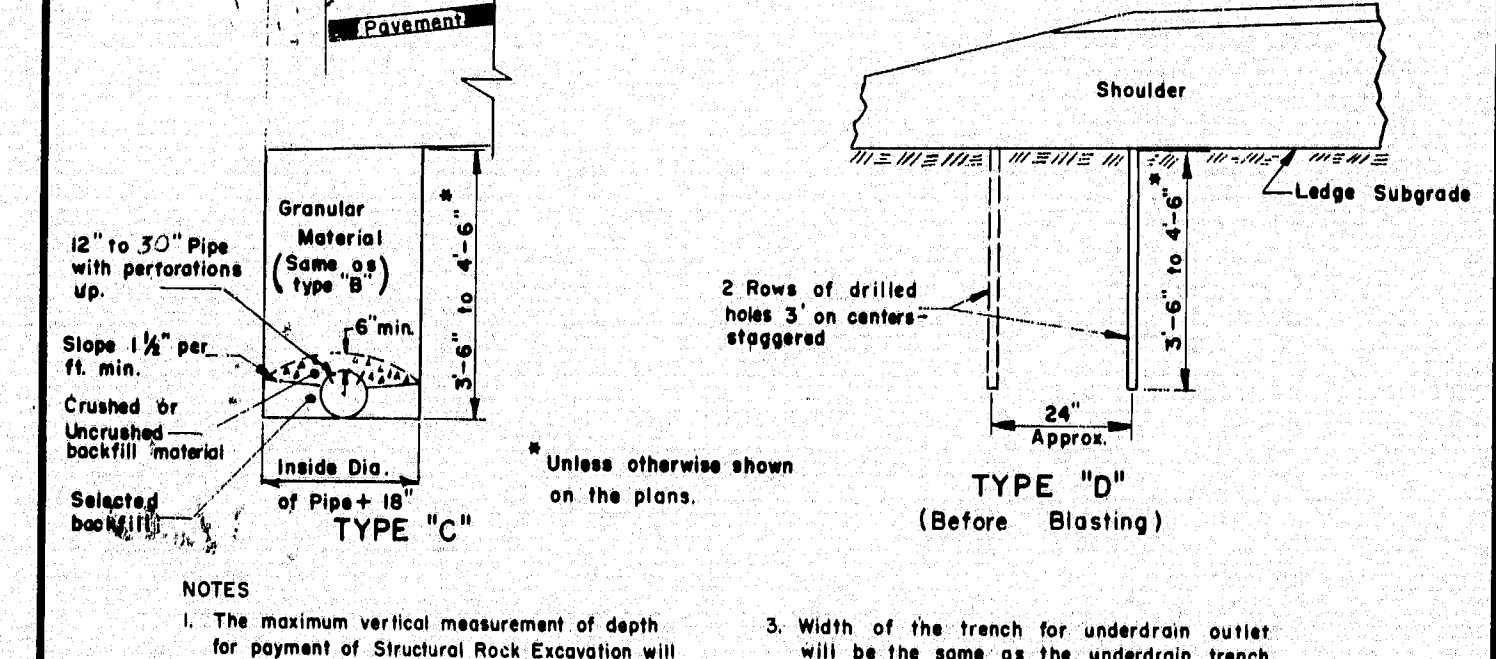 Pavement
Granular
Material
(Same as
type "B")
12" to 30" Pipe
with perforations
up.
6" min.
Slope 1 ½" per
ft. min.
Crushed or
Uncrushed
backfill material
Selected
backfill
3'-6" to 4'-6" *
Inside Dia.
of Pipe + 18"
TYPE "C"
* Unless otherwise shown
on the plans.
Shoulder
Ledge Subgrade
2 Rows of drilled
holes 3' on centers-
staggered
3'-6" to 4'-6" *
24"
Approx.
TYPE "D"
(Before Blasting)
NOTES
1. The maximum vertical measurement of depth
for payment of Structural Rock Excavation will
3. Width of the trench for underdrain outlet
will be the same as the underdrain trench